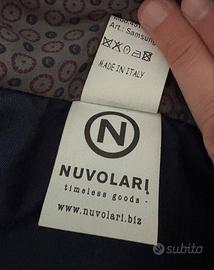 Art.: Samsung
MADE IN ITALY
N
NUVOLARI
timeless goods
www.nuvolari.biz
subito